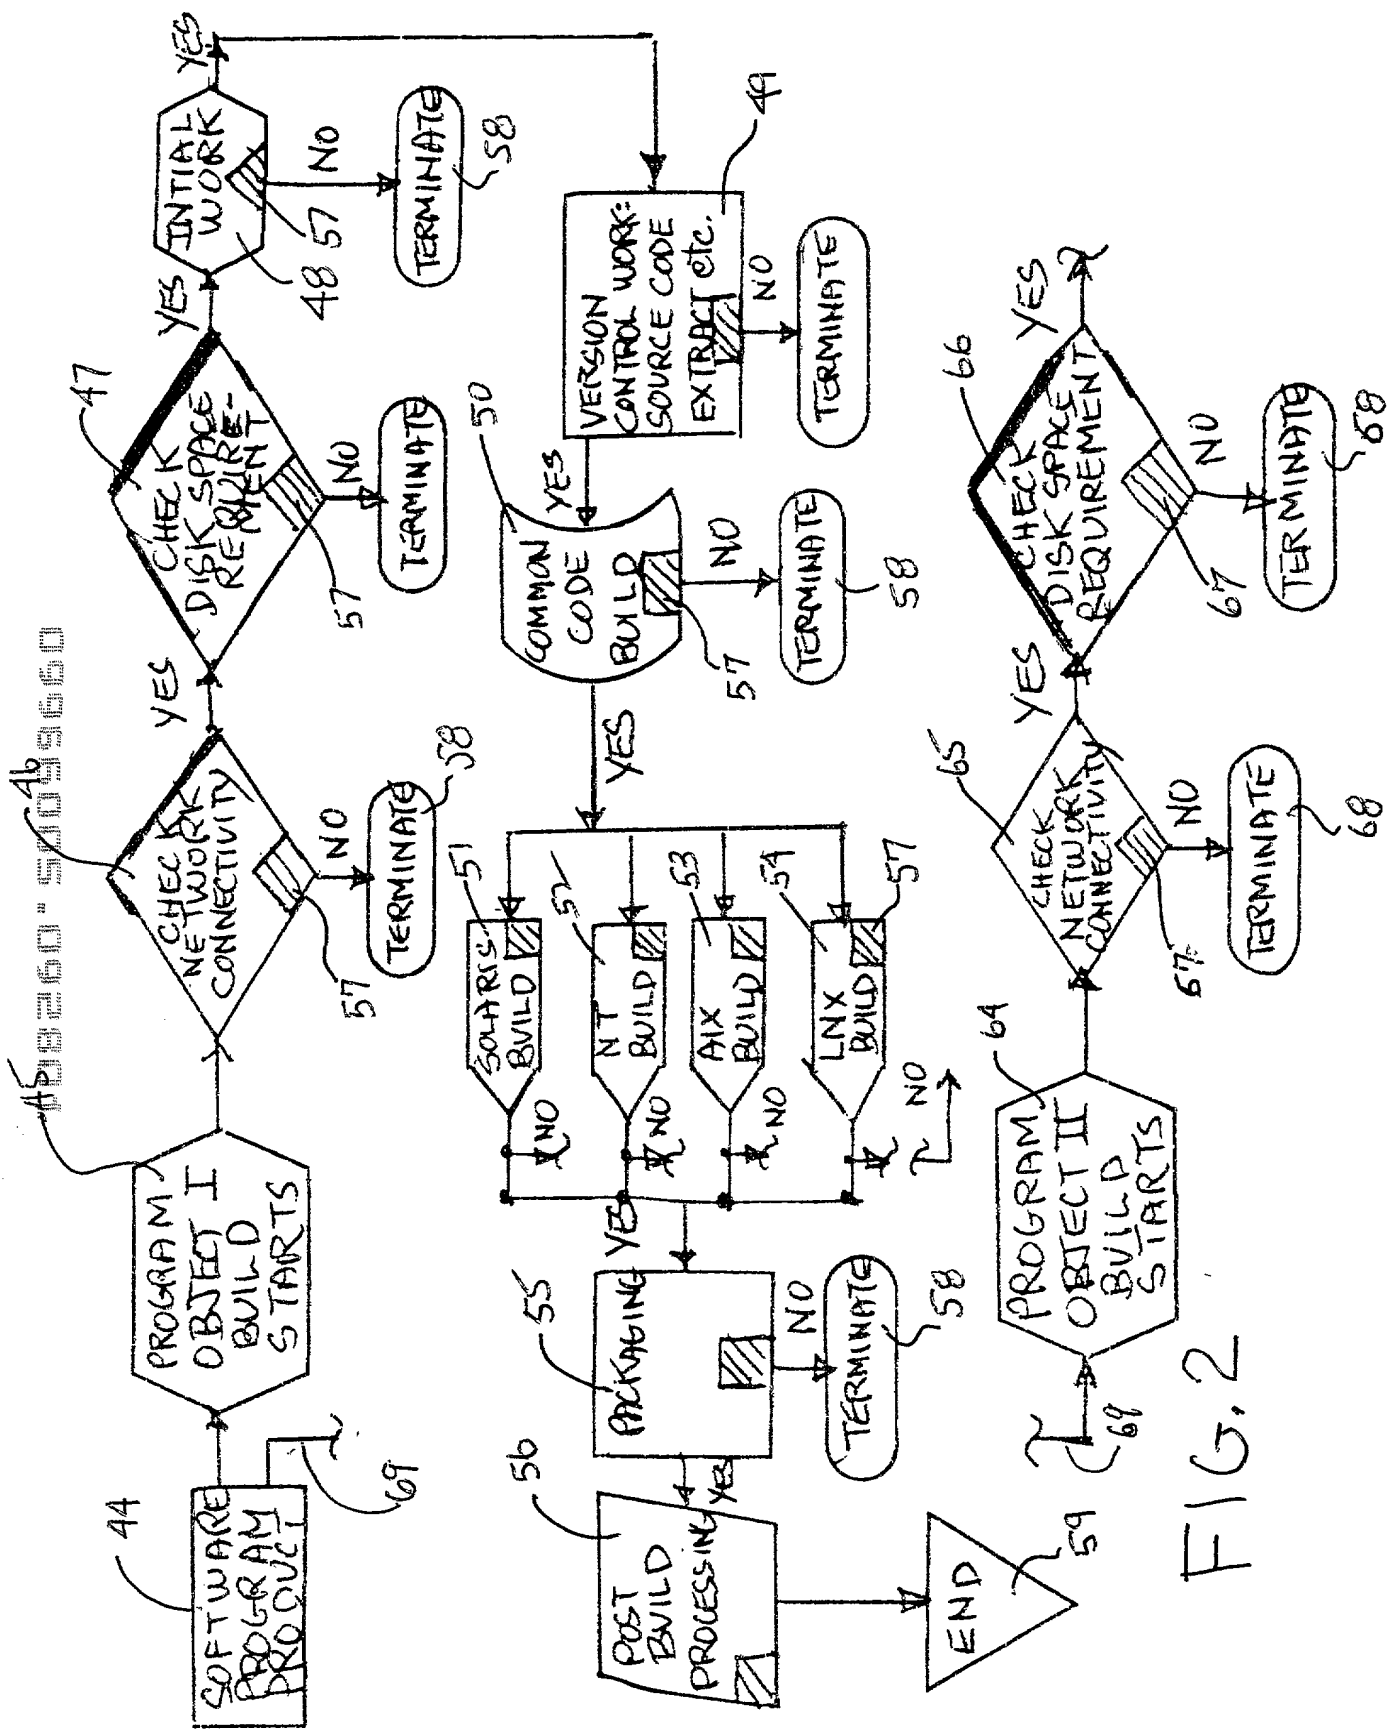 44
SOFTWARE
PROGRAM
PRODUCT
69
45
PROGRAM
OBJECT I
BUILD
STARTS
46
CHECK
NETWORK
CONNECTIVITY
57
NO
TERMINATE
58
YES
47
CHECK
DISK SPACE
REQUIRE-
MENT
57
NO
TERMINATE
YES
INTIAL
WORK
48
57
NO
TERMINATE
58
YES
49
VERSION
CONTROL WORK:
SOURCE CODE
EXTRACT etc.
NO
TERMINATE
YES
50
COMMON
CODE
BUILD
57
NO
TERMINATE
58
YES
51
SOLARIS
BUILD
NO
52
NT
BUILD
NO
53
AIX
BUILD
NO
54
57
LNX
BUILD
NO
YES
55
PACKAGING
NO
TERMINATE
58
YES
56
POST
BUILD
PROCESSING
END
59
69
64
PROGRAM
OBJECT II
BUILD
STARTS
65
CHECK
NETWORK
CONNECTIVITY
67
NO
TERMINATE
68
YES
66
CHECK
DISK SPACE
REQUIREMENT
67
NO
TERMINATE
68
YES
FIG. 2